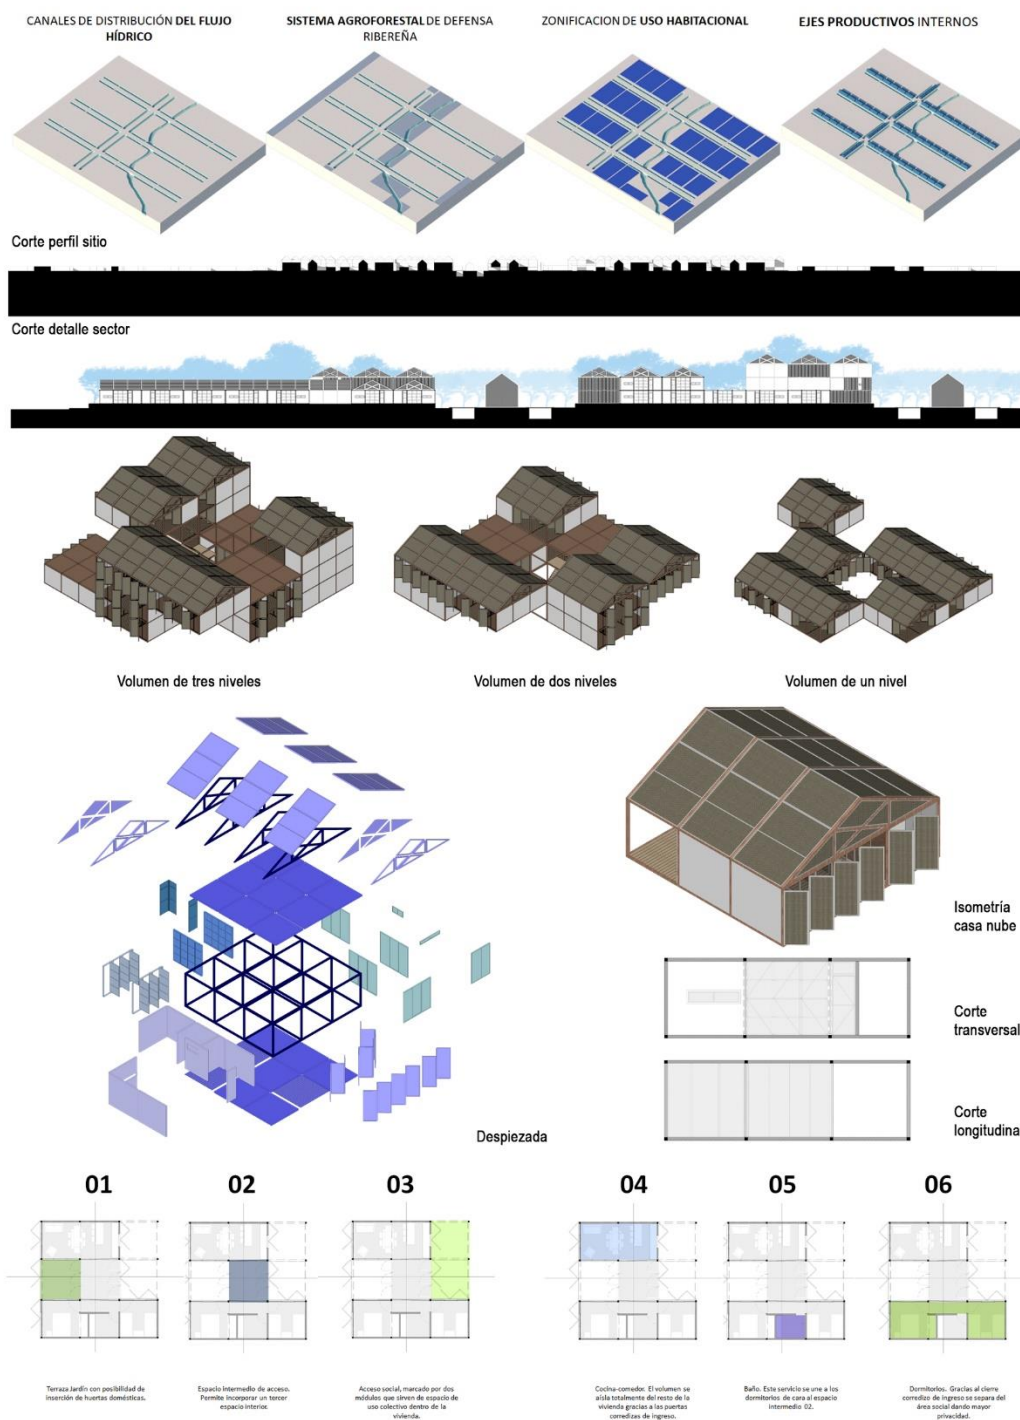 CANALES DE DISTRIBUCIÓN DEL FLUJO
HÍDRICO
SISTEMA AGROFORESTAL DE DEFENSA
RIBEREÑA
ZONIFICACION DE USO HABITACIONAL
EJES PRODUCTIVOS INTERNOS
Corte perfil sitio
Corte detalle sector
Volumen de tres niveles
Volumen de dos niveles
Volumen de un nivel
Isometría
casa nube
Corte
transversal
Corte
longitudinal
Despiezada
01
02
03
04
05
06
Terraza Jardín con posibilidad de
inserción de huertas domésticas.
Espacio intermedio de acceso.
Permite incorporar un tercer
espacio interior.
Acceso social, marcado por dos
módulos que sirven de espacio de
uso colectivo dentro de la
vivienda.
Cocina-comedor. El volumen se
aísla totalmente del resto de la
vivienda gracias a las puertas
corredizas de ingreso.
Baño. Este servicio se une a los
dormitorios de cara al espacio
intermedio 02.
Dormitorios. Gracias al cierre
corredizo de ingreso se separa del
área social dando mayor
privacidad.